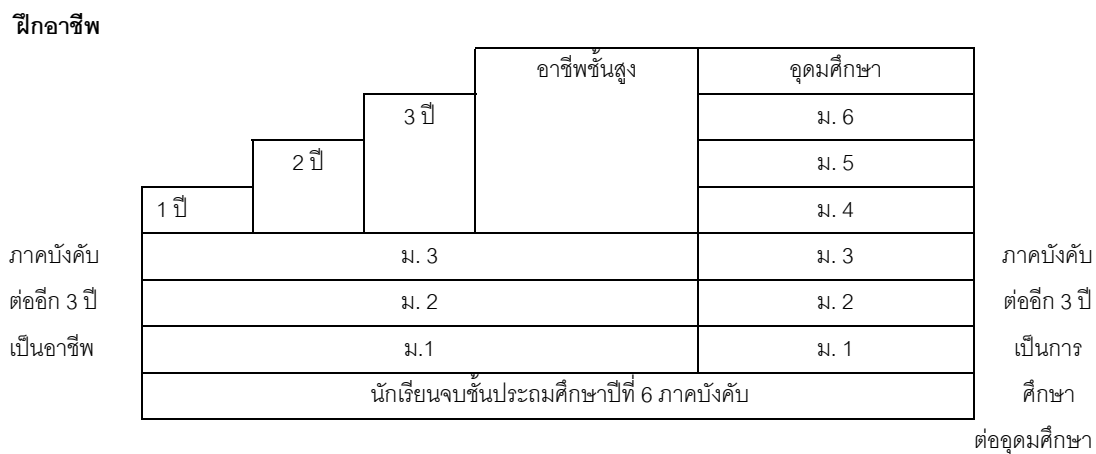 ฝึกอาชีพ
อาชีพชั้นสูง อุดมศึกษา
3 ปี ม. 6
2 ปี ม. 5
1 ปี ม. 4
ภาคบังคับ ม. 3 ม. 3 ภาคบังคับ
ต่ออีก 3 ปี ม. 2 ม. 2 ต่ออีก 3 ปี
เป็นอาชีพ ม.1 ม. 1 เป็นการ
นักเรียนจบชั้นประถมศึกษาปีที่ 6 ภาคบังคับ ศึกษา
ต่ออุดมศึกษา